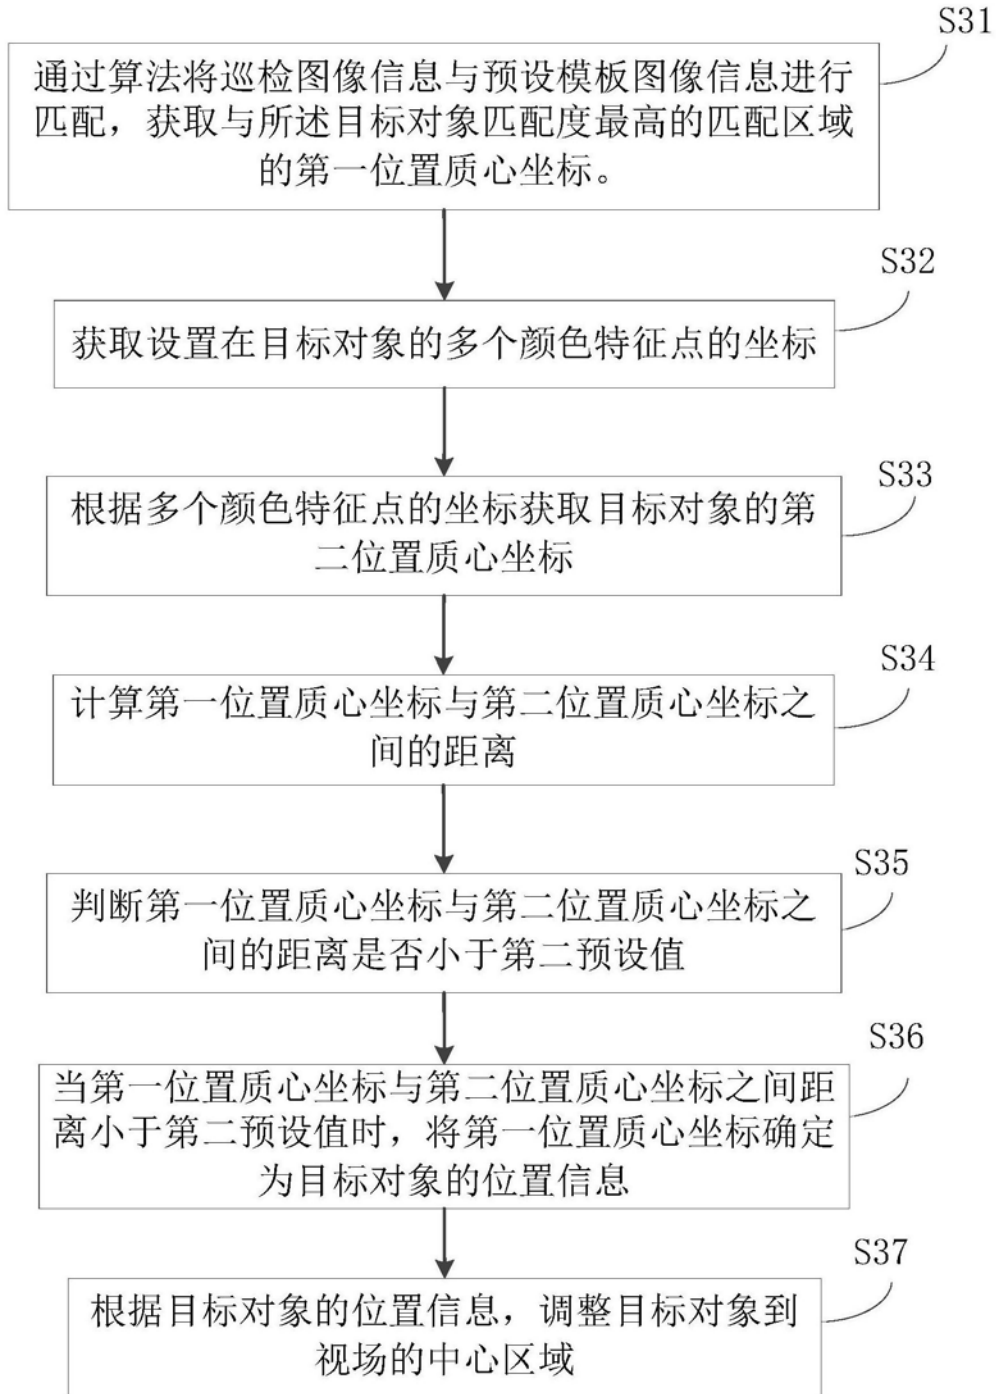 S31
通过算法将巡检图像信息与预设模板图像信息进行
匹配，获取与所述目标对象匹配度最高的匹配区域
的第一位置质心坐标。
S32
获取设置在目标对象的多个颜色特征点的坐标
S33
根据多个颜色特征点的坐标获取目标对象的第
二位置质心坐标
S34
计算第一位置质心坐标与第二位置质心坐标之
间的距离
S35
判断第一位置质心坐标与第二位置质心坐标之
间的距离是否小于第二预设值
S36
当第一位置质心坐标与第二位置质心坐标之间距
离小于第二预设值时，将第一位置质心坐标确定
为目标对象的位置信息
S37
根据目标对象的位置信息，调整目标对象到
视场的中心区域